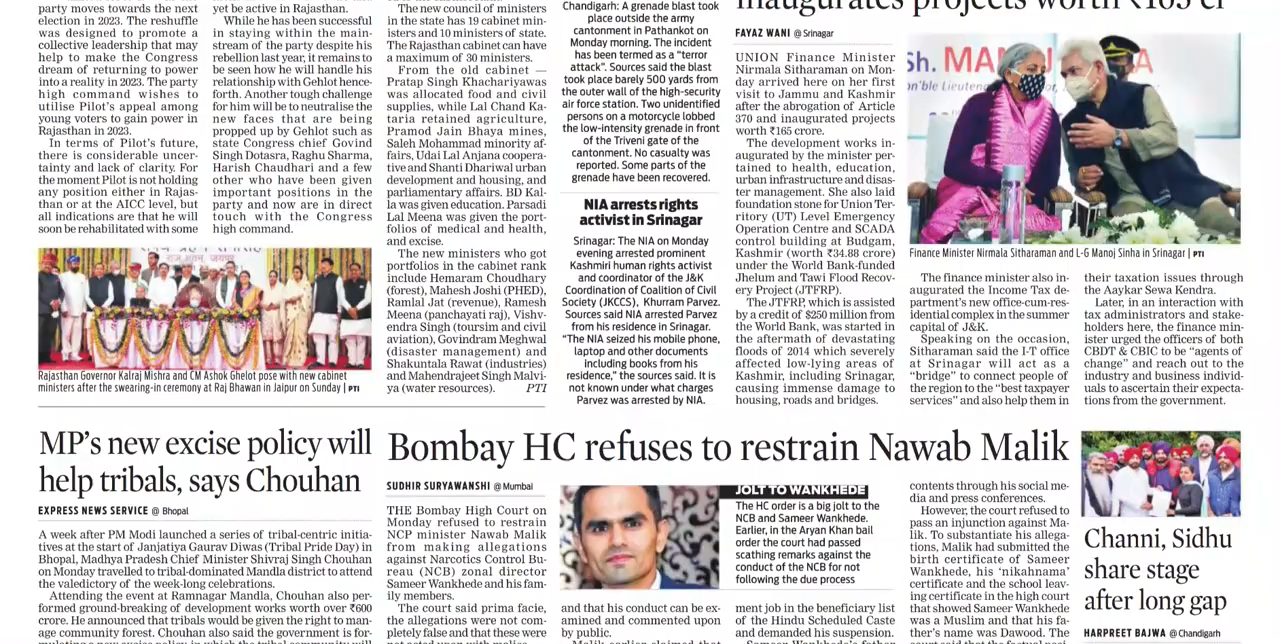 party moves towards the next
election in 2023. The reshuffle
was designed to promote a
collective leadership that may
help to make the Congress
dream of returning to power
into a reality in 2023. The party
high command wishes to
utilise Pilot's appeal among
young voters to gain power in
Rajasthan in 2023.
In terms of Pilot's future,
there is considerable uncer-
tainty and lack of clarity. For
the moment Pilot is not holding
any position either in Rajas-
than or at the AICC level, but
all indications are that he will
soon be rehabilitated with some
yet be active in Rajasthan.
While he has been successful
in staying within the main-
stream of the party despite his
rebellion last year, it remains to
be seen how he will handle his
relationship with Gehlot hence-
forth. Another tough challenge
for him will be to neutralise the
new faces that are being
propped up by Gehlot such as
state Congress chief Govind
Singh Dotasra, Raghu Sharma,
Harish Chaudhari and a few
other who have been given
important positions in the
party and now are in direct
touch with the Congress
high command.
Rajasthan Governor Kalraj Mishra and CM Ashok Ghelot pose with new cabinet
ministers after the swearing-in ceremony at Raj Bhawan in Jaipur on Sunday | PTI
The new council of ministers
in the state has 19 cabinet min-
isters and 10 ministers of state.
The Rajasthan cabinet can have
a maximum of 30 ministers.
From the old cabinet —
Pratap Singh Khachariyawas
was allocated food and civil
supplies, while Lal Chand Ka-
taria retained agriculture,
Pramod Jain Bhaya mines,
Saleh Mohammad minority af-
fairs, Udai Lal Anjana coopera-
tive and Shanti Dhariwal urban
development and housing, and
parliamentary affairs. BD Kal-
la was given education. Parsadi
Lal Meena was given the port-
folios of medical and health,
and excise.
The new ministers who got
portfolios in the cabinet rank
include Hemaram Choudhary
(forest), Mahesh Joshi (PHED),
Ramlal Jat (revenue), Ramesh
Meena (panchayati raj), Vishv-
endra Singh (toursim and civil
aviation), Govindram Meghwal
(disaster management) and
Shakuntala Rawat (industries)
and Mahendrajeet Singh Malvi-
ya (water resources). PTI
Chandigarh: A grenade blast took
place outside the army
cantonment in Pathankot on
Monday morning. The incident
has been termed as a “terror
attack”. Sources said the blast
took place barely 500 yards from
the outer wall of the high-security
air force station. Two unidentified
persons on a motorcycle lobbed
the low-intensity grenade in front
of the Triveni gate of the
cantonment. No casualty was
reported. Some parts of the
grenade have been recovered.
NIA arrests rights
activist in Srinagar
Srinagar: The NIA on Monday
evening arrested prominent
Kashmiri human rights activist
and coordinator of the J&K
Coordination of Coalition of Civil
Society (JKCCS), Khurram Parvez.
Sources said NIA arrested Parvez
from his residence in Srinagar.
“The NIA seized his mobile phone,
laptop and other documents
including books from his
residence,” the sources said. It is
not known under what charges
Parvez was arrested by NIA.
inaugurates projects worth ₹165 cr
FAYAZ WANI @ Srinagar
UNION Finance Minister
Nirmala Sitharaman on Mon-
day arrived here on her first
visit to Jammu and Kashmir
after the abrogation of Article
370 and inaugurated projects
worth ₹165 crore.
The development works in-
augurated by the minister per-
tained to health, education,
urban infrastructure and disas-
ter management. She also laid
foundation stone for Union Ter-
ritory (UT) Level Emergency
Operation Centre and SCADA
control building at Budgam,
Kashmir (worth ₹34.88 crore)
under the World Bank-funded
Jhelum and Tawi Flood Recov-
ery Project (JTFRP).
The JTFRP, which is assisted
by a credit of $250 million from
the World Bank, was started in
the aftermath of devastating
floods of 2014 which severely
affected low-lying areas of
Kashmir, including Srinagar,
causing immense damage to
housing, roads and bridges.
Sh. MAN
Finance Minister Nirmala Sitharaman and L-G Manoj Sinha in Srinagar | PTI
The finance minister also in-
augurated the Income Tax de-
partment's new office-cum-res-
idential complex in the summer
capital of J&K.
Speaking on the occasion,
Sitharaman said the I-T office
at Srinagar will act as a
“bridge” to connect people of
the region to the “best taxpayer
services” and also help them in
their taxation issues through
the Aaykar Sewa Kendra.
Later, in an interaction with
tax administrators and stake-
holders here, the finance min-
ister urged the officers of both
CBDT & CBIC to be “agents of
change” and reach out to the
industry and business individ-
uals to ascertain their expecta-
tions from the government.
MP's new excise policy will
help tribals, says Chouhan
EXPRESS NEWS SERVICE @ Bhopal
A week after PM Modi launched a series of tribal-centric initia-
tives at the start of Janjatiya Gaurav Diwas (Tribal Pride Day) in
Bhopal, Madhya Pradesh Chief Minister Shivraj Singh Chouhan
on Monday travelled to tribal-dominated Mandla district to attend
the valedictory of the week-long celebrations.
Attending the event at Ramnagar Mandla, Chouhan also per-
formed ground-breaking of development works worth over ₹600
crore. He announced that tribals would be given the right to man-
age community forest. Chouhan also said the government is for-
Bombay HC refuses to restrain Nawab Malik
SUDHIR SURYAWANSHI @ Mumbai
THE Bombay High Court on
Monday refused to restrain
NCP minister Nawab Malik
from making allegations
against Narcotics Control Bu-
reau (NCB) zonal director
Sameer Wankhede and his fam-
ily members.
The court said prima facie,
the allegations were not com-
pletely false and that these were
JOLT TO WANKHEDE
The HC order is a big jolt to the
NCB and Sameer Wankhede.
Earlier, in the Aryan Khan bail
order the court had passed
scathing remarks against the
conduct of the NCB for not
following the due process
and that his conduct can be ex-
amined and commented upon
by public.
Malik earlier claimed that
ment job in the beneficiary list
of the Hindu Scheduled Caste
and demanded his suspension.
Sameer Wankhede's father
contents through his social me-
dia and press conferences.
However, the court refused to
pass an injunction against Ma-
lik. To substantiate his allega-
tions, Malik had submitted the
birth certificate of Sameer
Wankhede, his 'nikahnama'
certificate and the school leav-
ing certificate in the high court
that showed Sameer Wankhede
was a Muslim and that his fa-
ther's name was Dawood. The
Channi, Sidhu
share stage
after long gap
HARPREET BAJWA @ Chandigarh